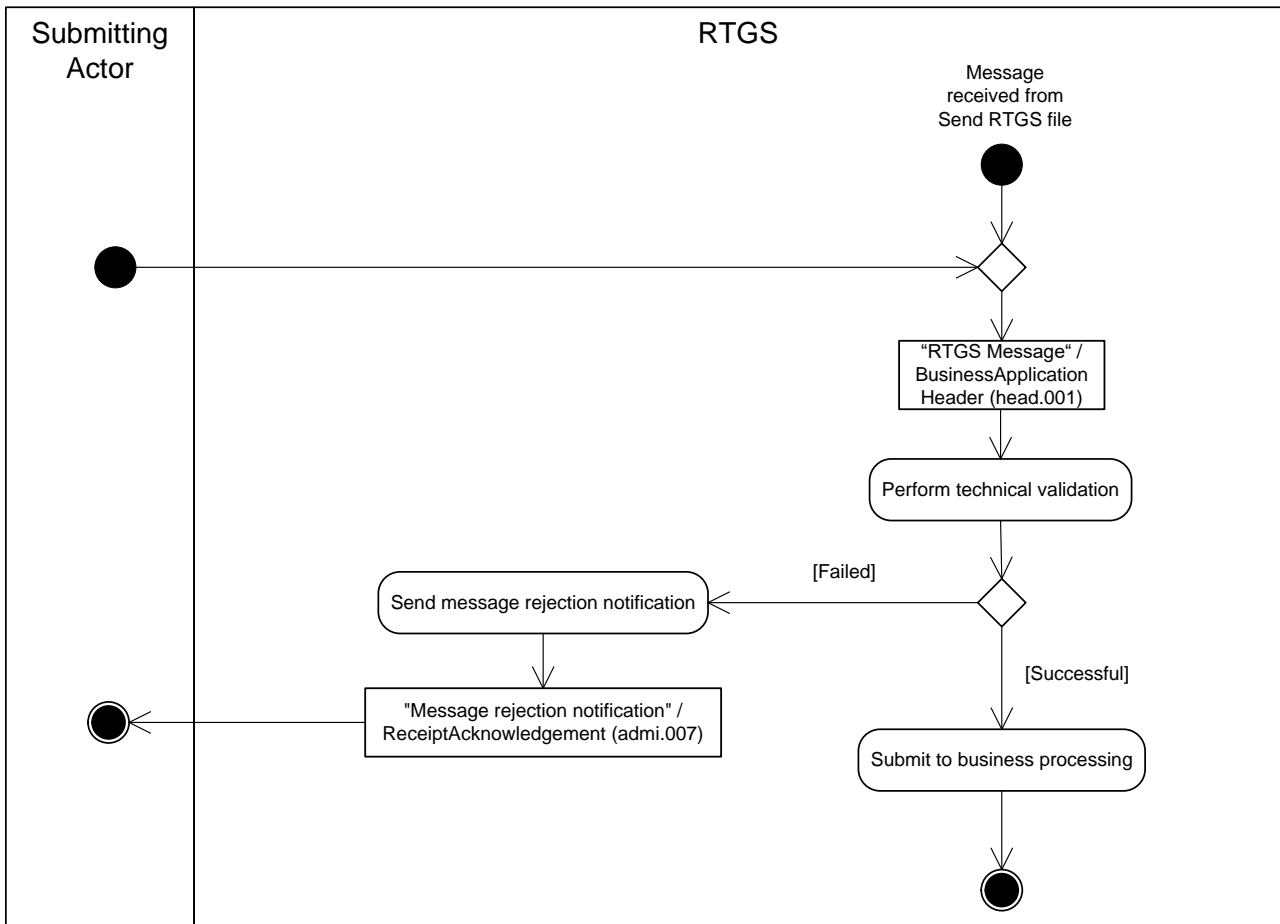 Submitting
Actor
RTGS
Message
received from
Send RTGS file
“RTGS Message“ /
BusinessApplication
Header (head.001)
Perform technical validation
[Failed]
Send message rejection notification
[Successful]
"Message rejection notification" /
ReceiptAcknowledgement (admi.007)
Submit to business processing